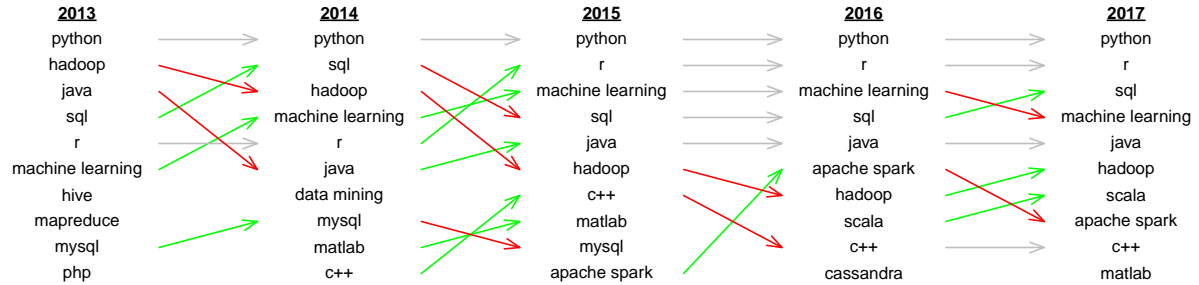 2013 2014 2015 2016 2017
python python python python python
hadoop sql r r r
java hadoop machine learning machine learning sql
sql machine learning sql sql machine learning
r r java java java
machine learning java hadoop apache spark hadoop
hive data mining c++ hadoop scala
mapreduce mysql matlab scala apache spark
mysql matlab mysql c++ c++
php c++ apache spark cassandra matlab